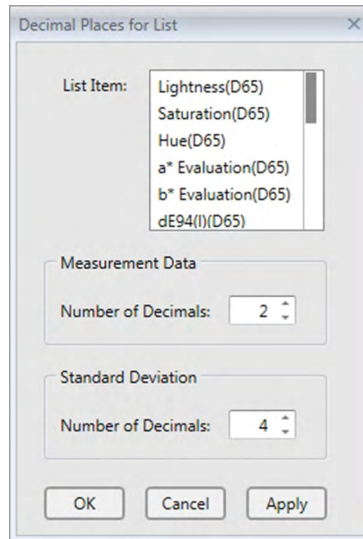 Decimal Places for List
List Item:
Lightness(D65)
Saturation(D65)
Hue(D65)
a* Evaluation(D65)
b* Evaluation(D65)
dE94(l)(D65)
Measurement Data
Number of Decimals: 2
Standard Deviation
Number of Decimals: 4
OK Cancel Apply